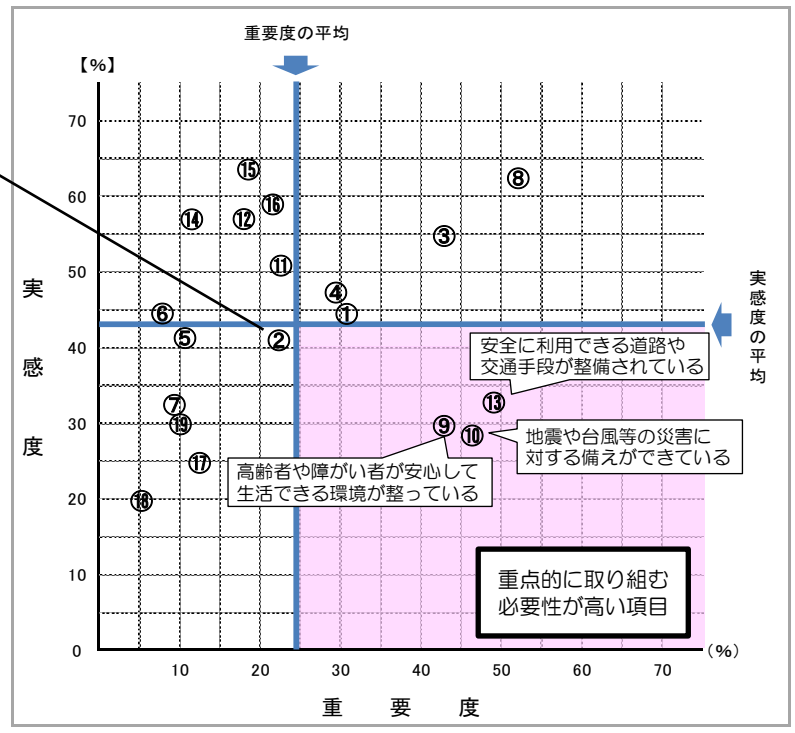 重要度の平均
【%】
70
60
50
40
30
20
10
0
⑮
⑧
⑯
⑭
⑫
③
⑪
④
⑥
①
⑤
②
実感度
実感度の平均
安全に利用できる道路や
交通手段が整備されている
⑦
⑬
⑲
⑨
⑩
地震や台風等の災害に
対する備えができている
⑰
高齢者や障がい者が安心して
生活できる環境が整っている
⑱
重点的に取り組む
必要性が高い項目
(%)
10 20 30 40 50 60 70
重要度